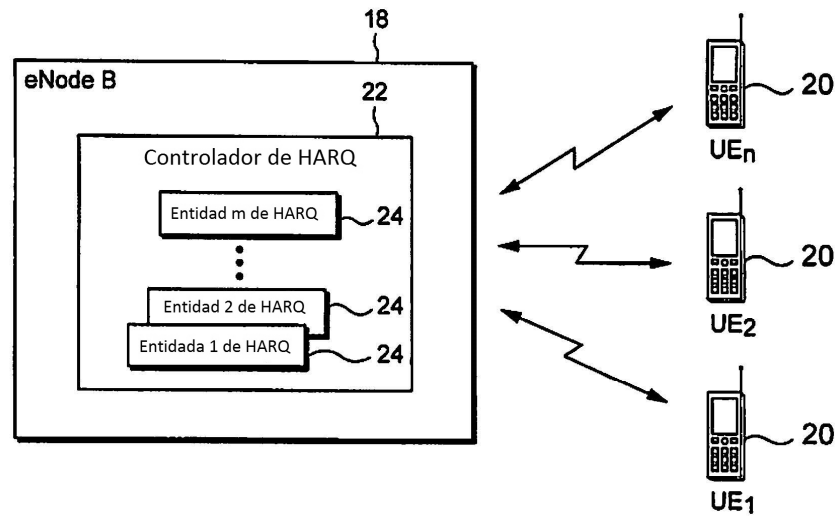 18
eNode B
22
Controlador de HARQ
Entidad m de HARQ
24
Entidad 2 de HARQ
24
Entidada 1 de HARQ
24
20
UEn
20
UE2
20
UE1